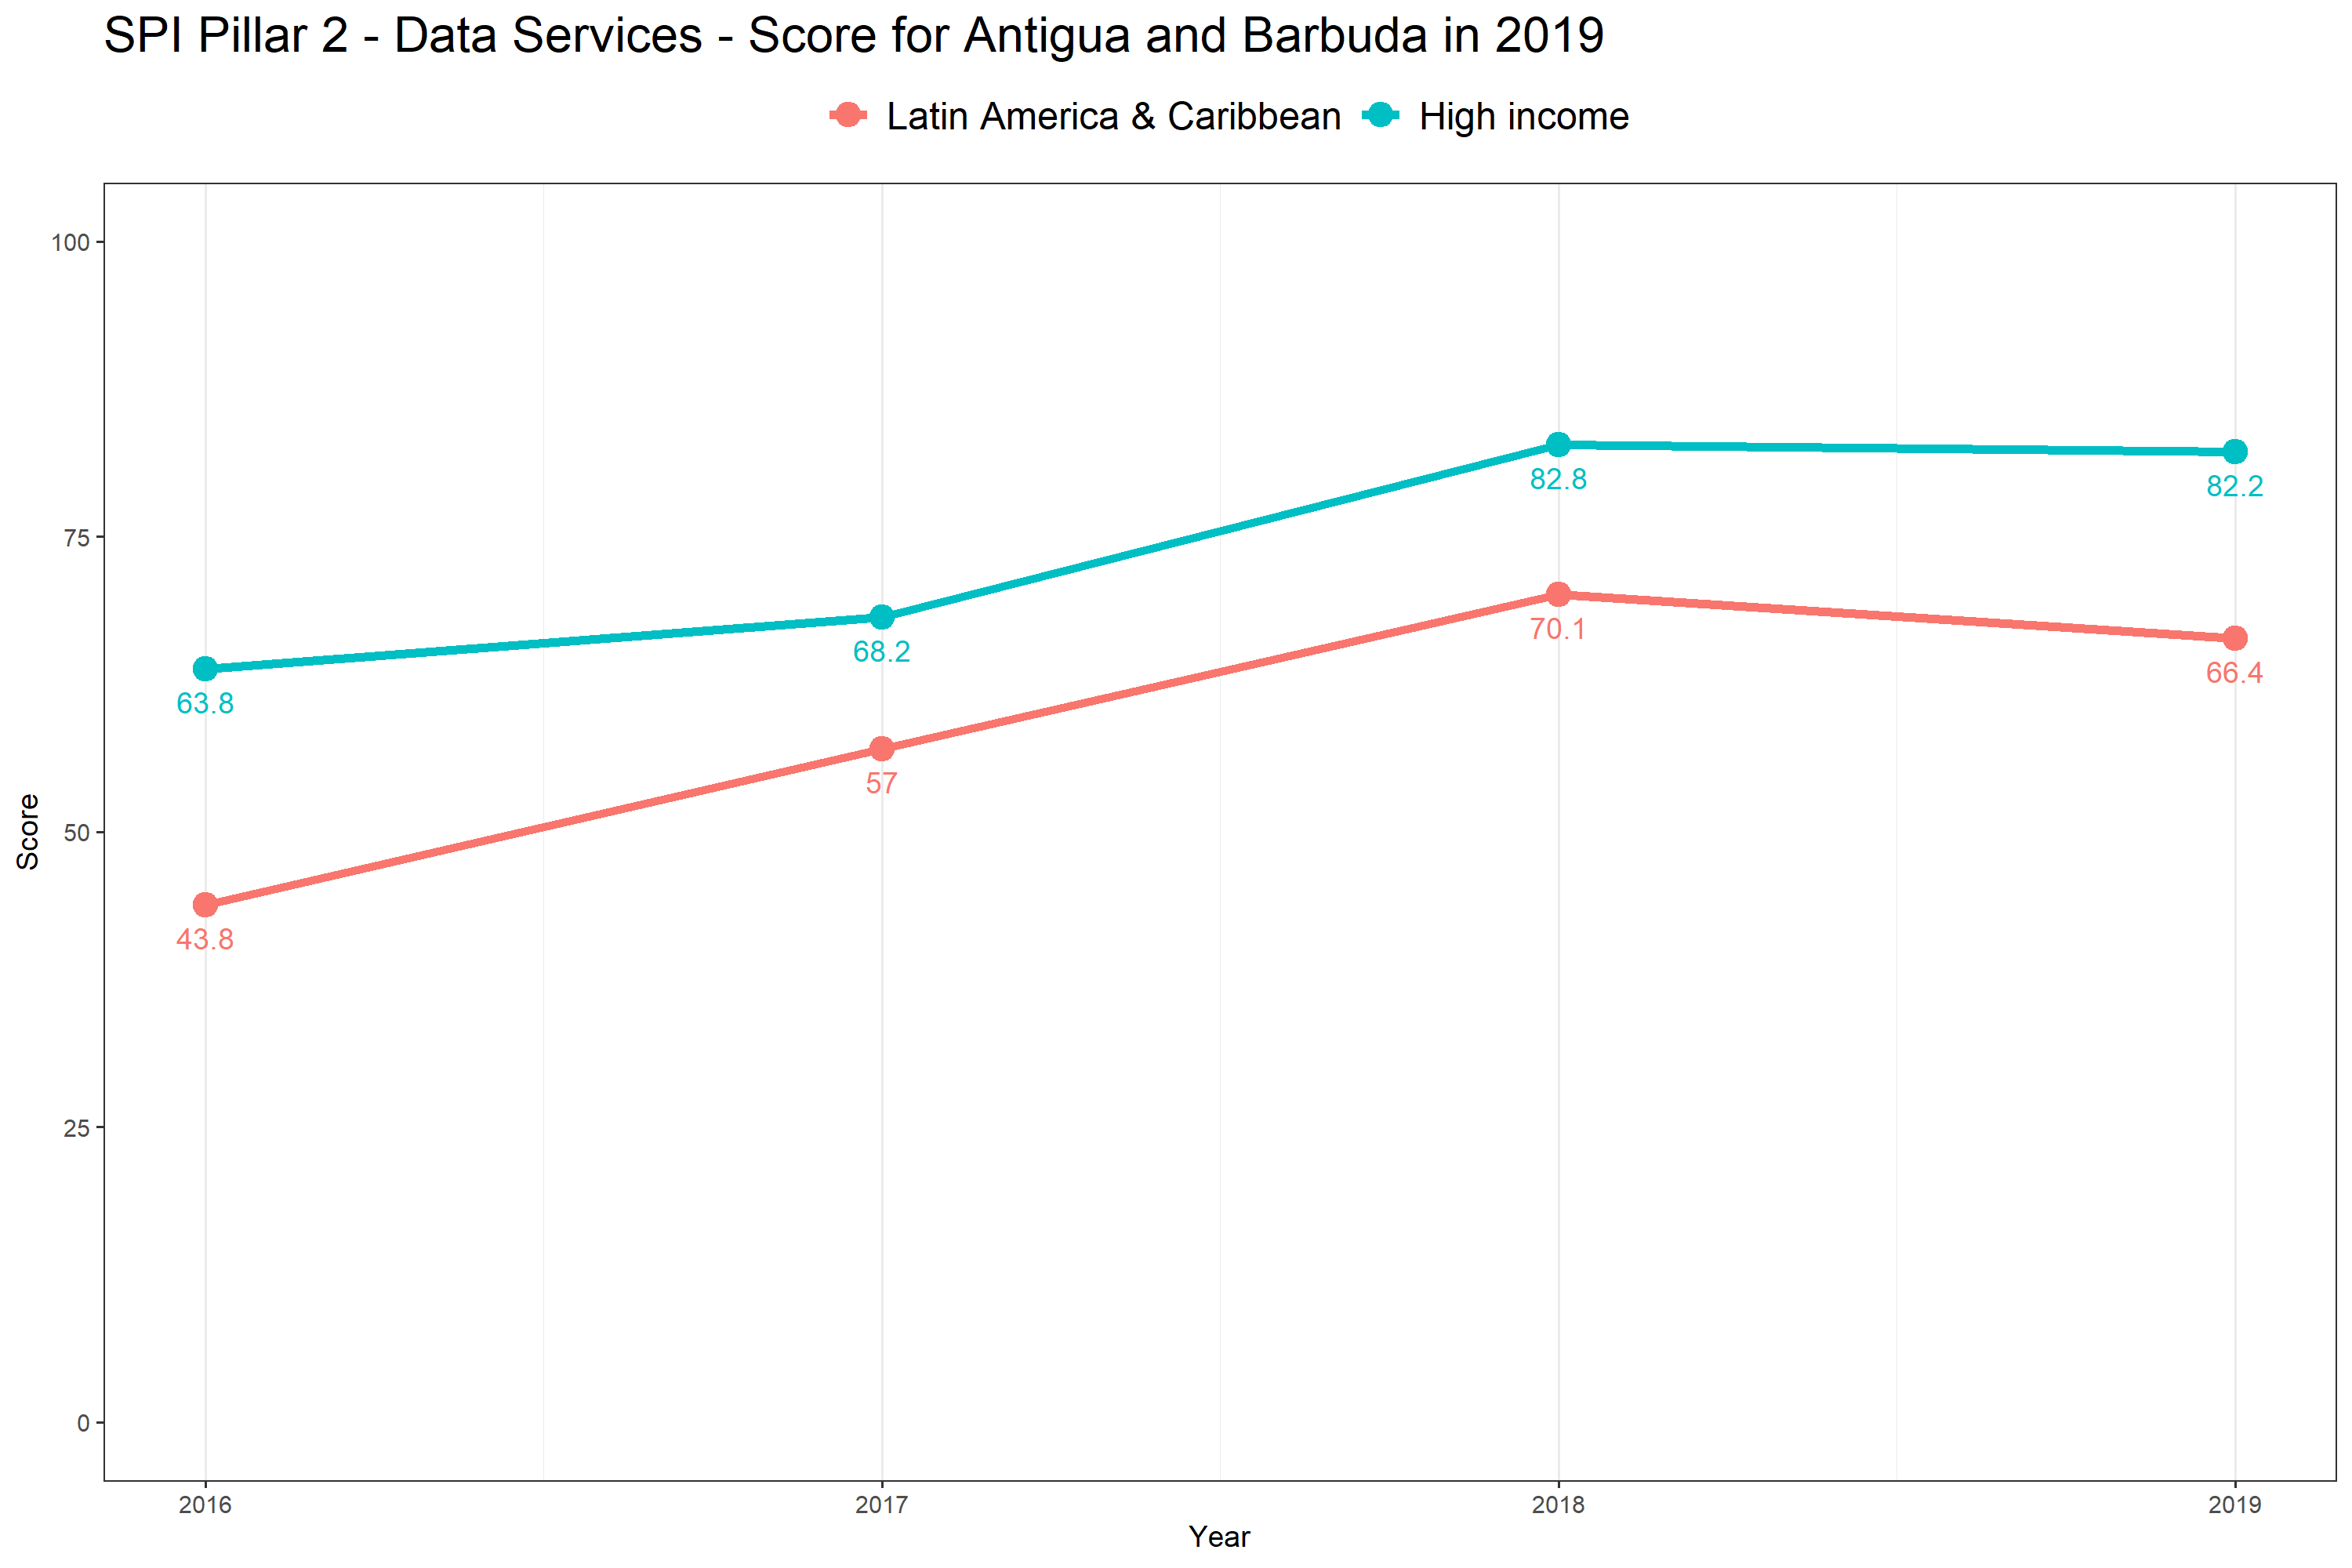 SPI Pillar 2 - Data Services - Score for Antigua and Barbuda in 2019
Latin America & Caribbean High income
100
75
50
25
0
Score
82.8
82.2
70.1
68.2
66.4
63.8
57
43.8
2016 2017 2018 2019
Year